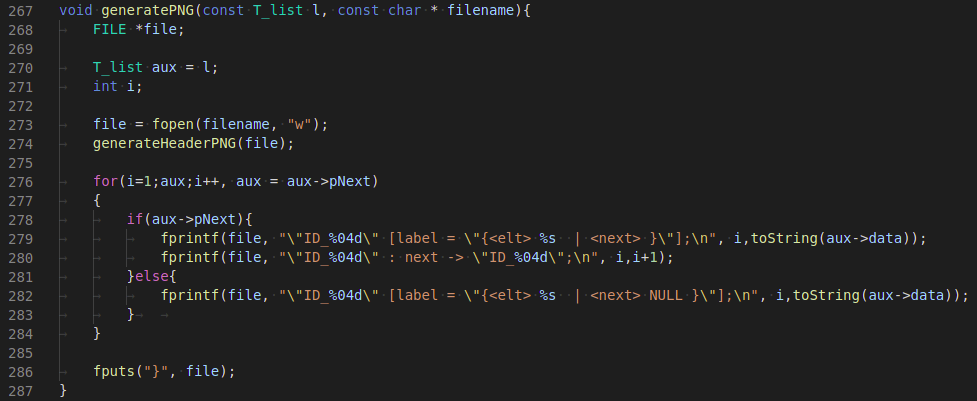 267 void generatePNG(const T_list l, const char * filename){
268     FILE *file;
269
270     T_list aux = l;
271     int i;
272
273     file = fopen(filename, "w");
274     generateHeaderPNG(file);
275
276     for(i=1;aux;i++, aux = aux->pNext)
277     {
278         if(aux->pNext){
279             fprintf(file, "\"ID_%04d\" [label = \"{<elt> %s  | <next> }\"];\n", i,toString(aux->data));
280             fprintf(file, "\"ID_%04d\" : next -> \"ID_%04d\";\n", i,i+1);
281         }else{
282             fprintf(file, "\"ID_%04d\" [label = \"{<elt> %s  | <next> NULL }\"];\n", i,toString(aux->data));
283         }
284     }
285
286     fputs("}", file);
287 }